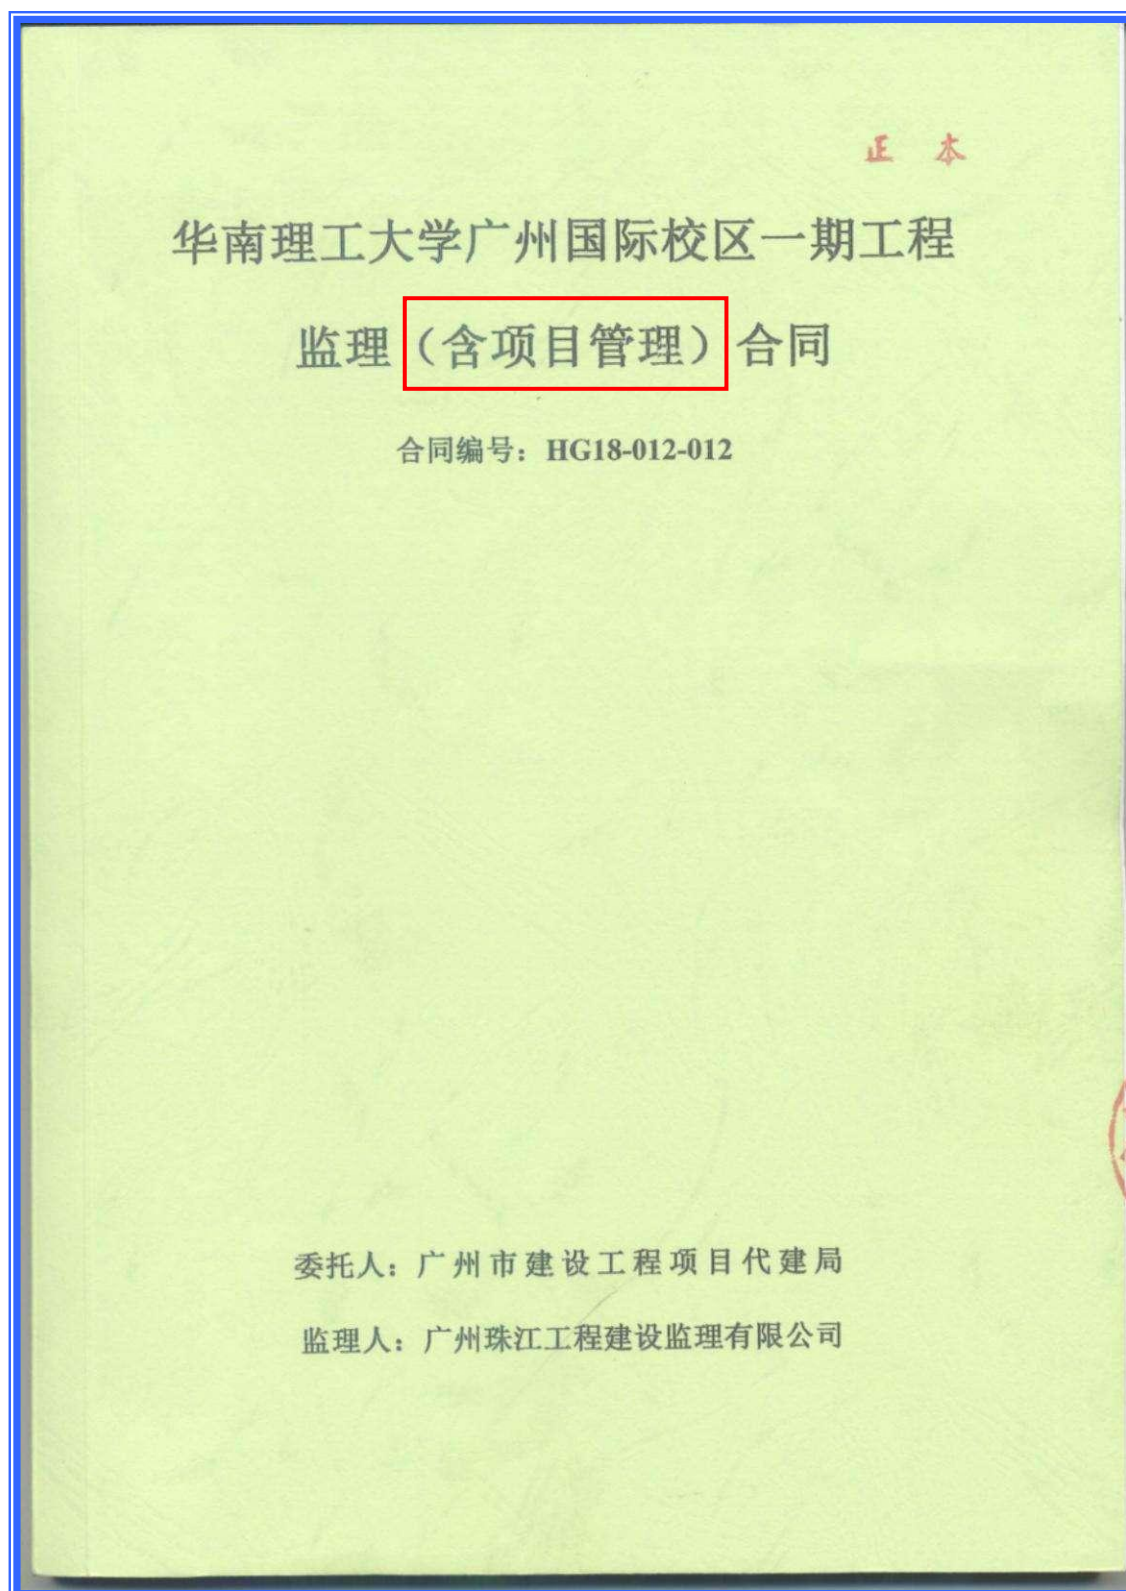 正 本
华南理工大学广州国际校区一期工程
监理（含项目管理）合同
合同编号：HG18-012-012
委托人：广州市建设工程项目代建局
监理人：广州珠江工程建设监理有限公司